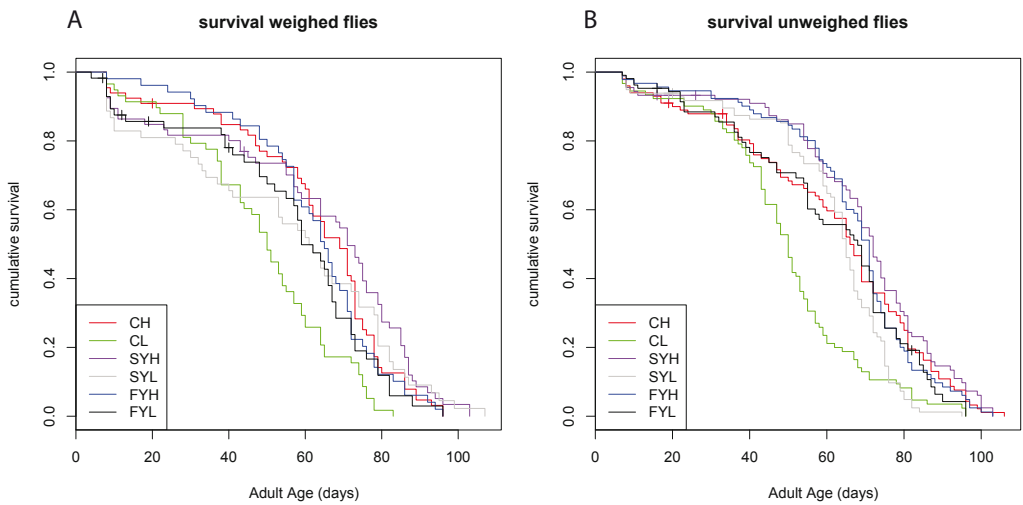 A
survival weighed flies
cumulative survival
1.0
0.8
0.6
0.4
0.2
0.0
CH
CL
SYH
SYL
FYH
FYL
0 20 40 60 80 100
Adult Age (days)
B
survival unweighed flies
cumulative survival
1.0
0.8
0.6
0.4
0.2
0.0
CH
CL
SYH
SYL
FYH
FYL
0 20 40 60 80 100
Adult Age (days)